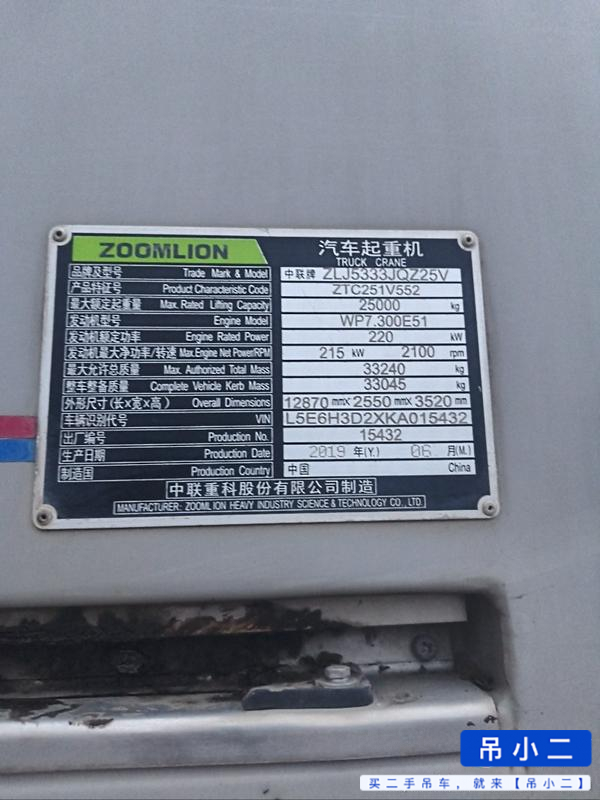 ZOOMLION 汽车起重机
TRUCK CRANE
品牌及型号 Trade Mark & Model 中联牌 ZLJ5333JQZ25V
产品特征号 Product Characteristic Code ZTC251V552
最大额定起重量 Max. Rated Lifting Capacity 25000 kg
发动机型号 Engine Model WP7.300E51
发动机额定功率 Engine Rated Power 220 kW
发动机最大净功率/转速 Max.Engine Net Power/RPM 215 kW 2100 rpm
最大允许总质量 Max. Authorized Total Mass 33240 kg
整车整备质量 Complete Vehicle Kerb Mass 33045 kg
外形尺寸(长×宽×高) Overall Dimensions 12870 mm× 2550 mm× 3520 mm
车辆识别代号 VIN L5E6H3D2XKA015432
出厂编号 Production No. 15432
生产日期 Production Date 2019 年(Y.) 06 月(M.)
制造国 Production Country 中国 China
中联重科股份有限公司制造
MANUFACTURER: ZOOMLION HEAVY INDUSTRY SCIENCE & TECHNOLOGY CO., LTD.
吊小二
买二手吊车，就来【吊小二】